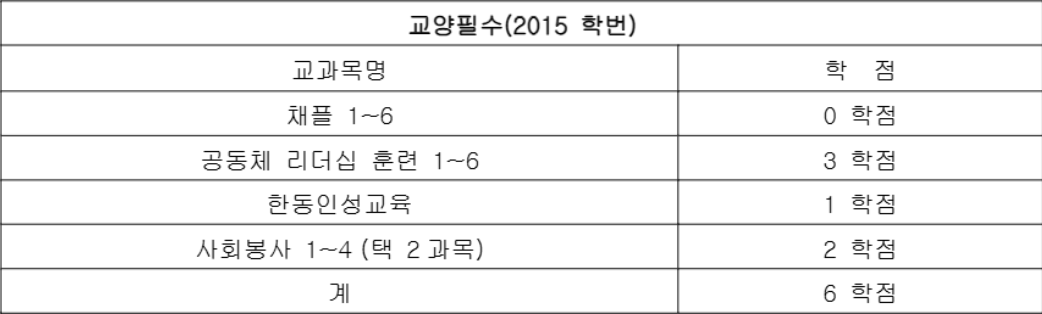 교양필수(2015 학번)
교과목명 학 점
채플 1~6 0 학점
공동체 리더십 훈련 1~6 3 학점
한동인성교육 1 학점
사회봉사 1~4 (택 2과목) 2 학점
계 6 학점